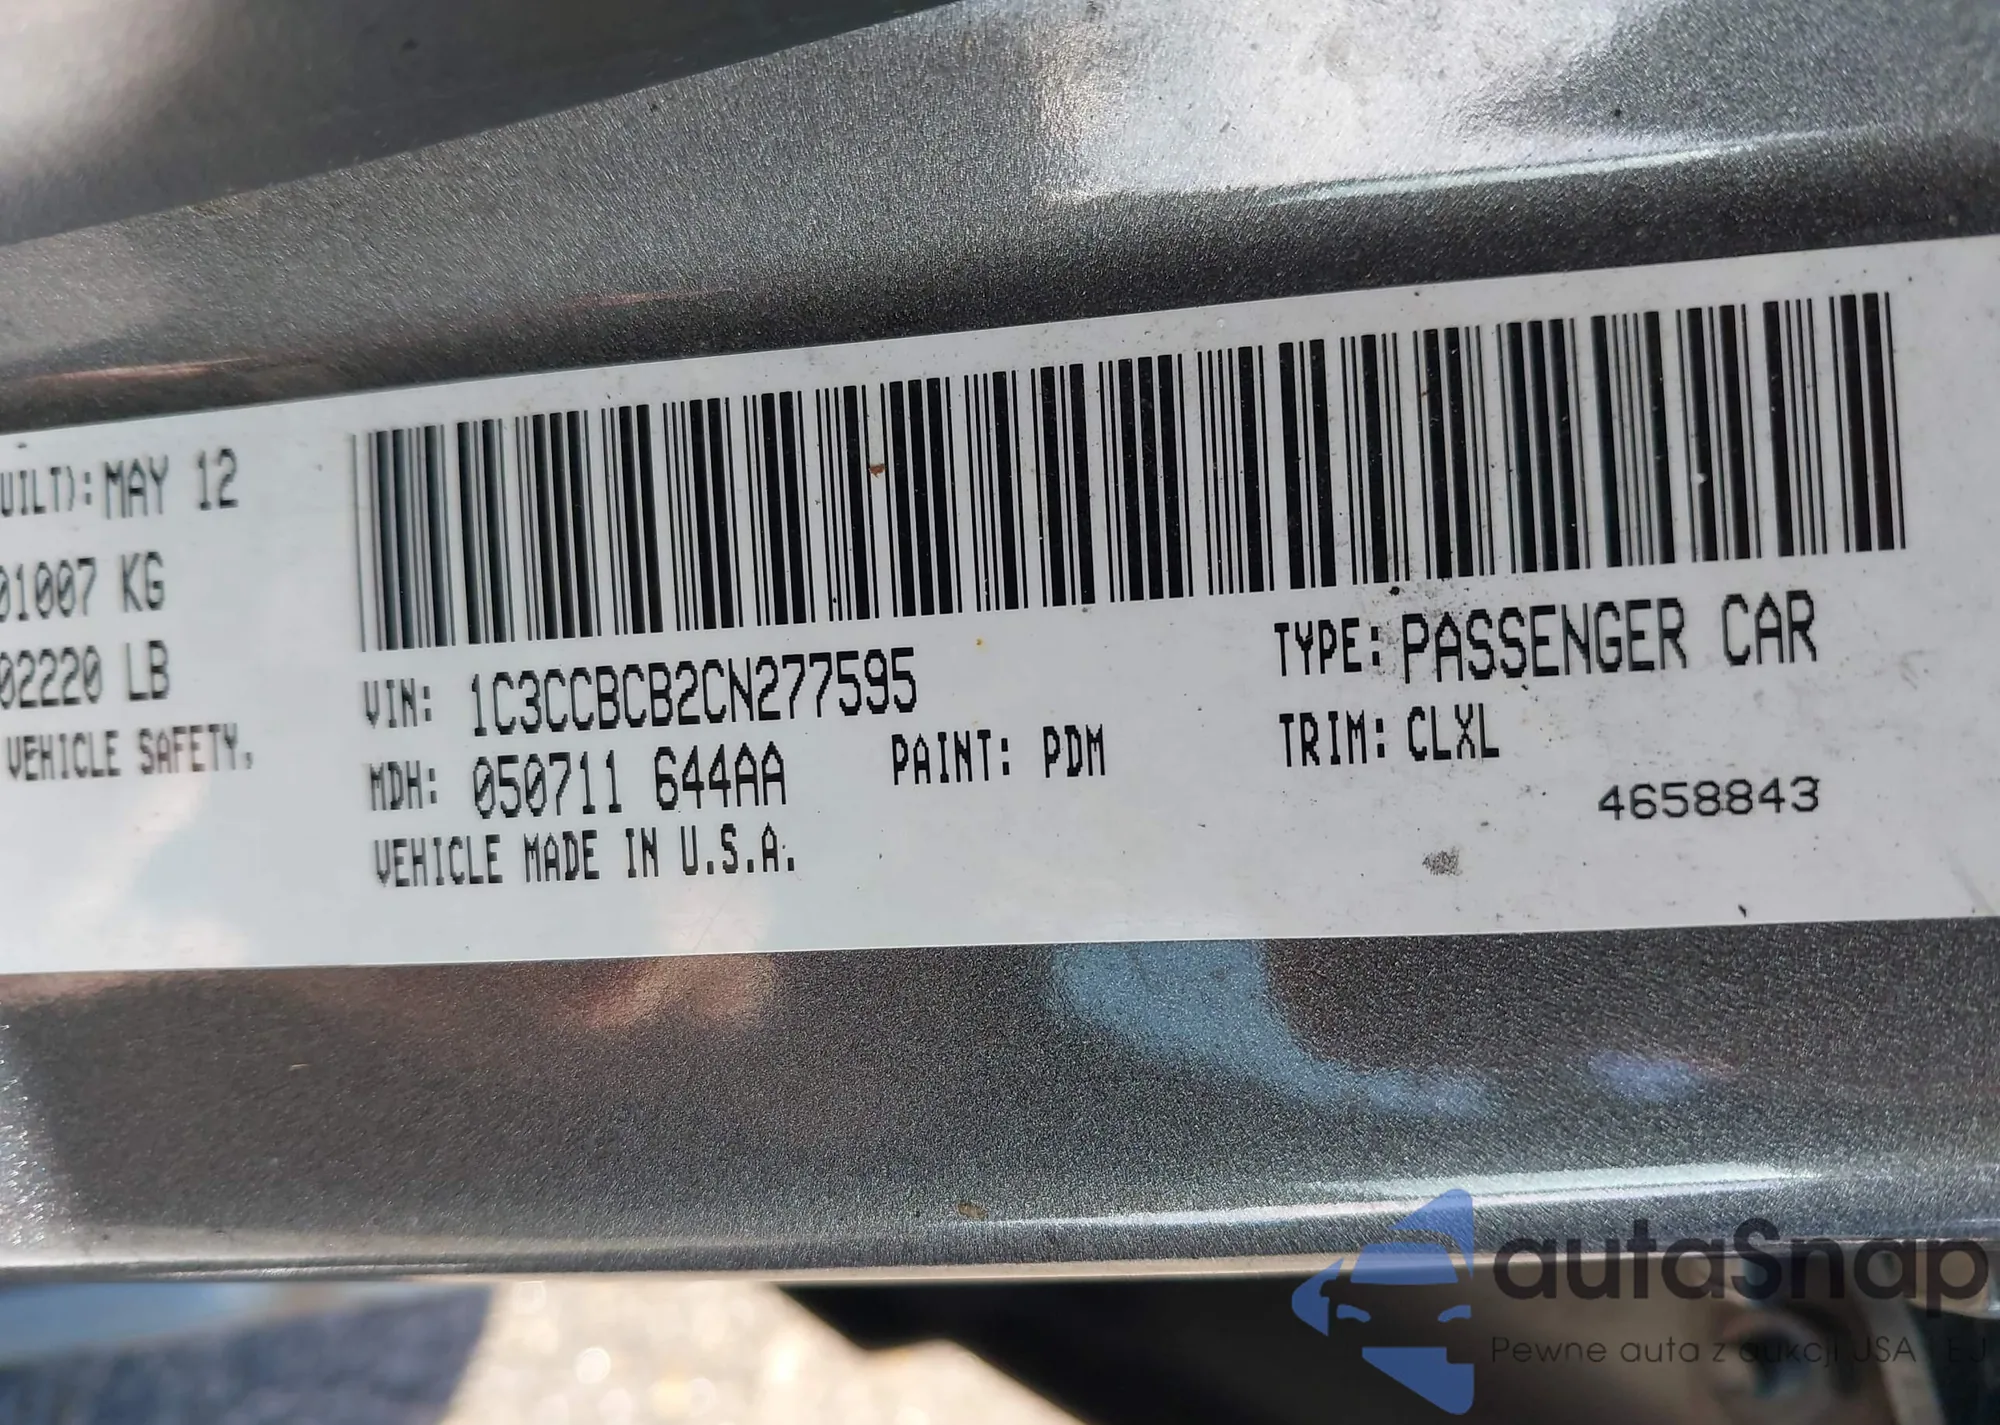 UILT): MAY 12
01007 KG
02220 LB
VEHICLE SAFETY,
VIN: 1C3CCBCB2CN277595
TYPE: PASSENGER CAR
MDH: 050711 644AA
PAINT: PDM
TRIM: CLXL
4658843
VEHICLE MADE IN U.S.A.
autaSnap
Pewne auta z aukcji USA i EU